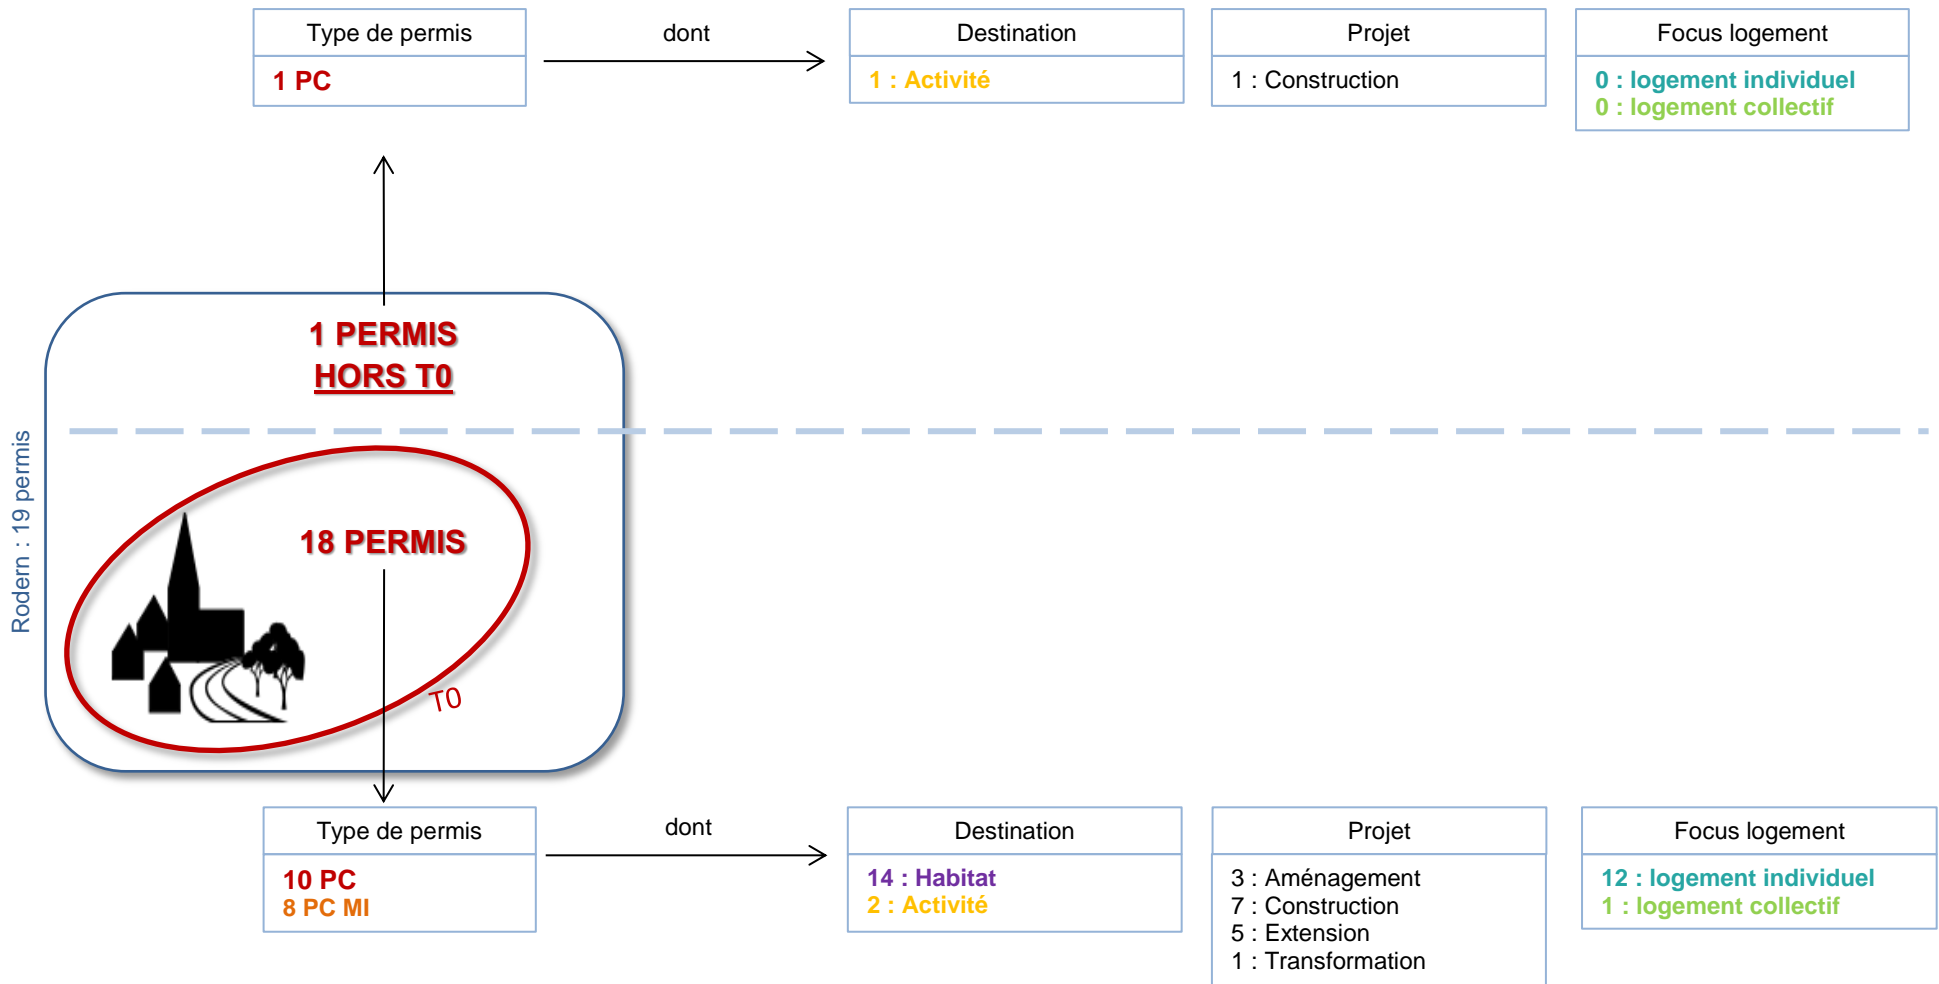 Type de permis
1 PC
dont
Destination
1 : Activité
Projet
1 : Construction
Focus logement
0 : logement individuel
0 : logement collectif
1 PERMIS
HORS T0
Rodern : 19 permis
18 PERMIS
T0
Type de permis
10 PC
8 PC MI
dont
Destination
14 : Habitat
2 : Activité
Projet
3 : Aménagement
7 : Construction
5 : Extension
1 : Transformation
Focus logement
12 : logement individuel
1 : logement collectif